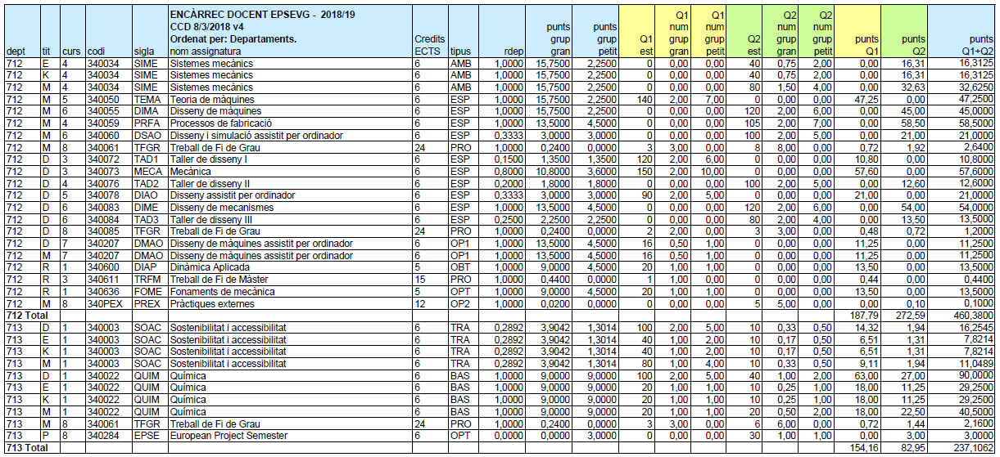 ENCÀRREC DOCENT EPSEVG - 2018/19
CCD 8/3/2018 v4
Ordenat per: Departaments.
dept tit curs codi sigla nom assignatura Credits ECTS tipus rdep punts grup gran punts grup petit Q1 est Q1 num grup gran Q1 num grup petit Q2 est Q2 num grup gran Q2 num grup petit punts Q1 punts Q2 punts Q1+Q2
712 E 4 340034 SIME Sistemes mecànics 6 AMB 1,0000 15,7500 2,2500 0 0,00 0,00 40 0,75 2,00 0,00 16,31 16,3125
712 K 4 340034 SIME Sistemes mecànics 6 AMB 1,0000 15,7500 2,2500 0 0,00 0,00 40 0,75 2,00 0,00 16,31 16,3125
712 M 4 340034 SIME Sistemes mecànics 6 AMB 1,0000 15,7500 2,2500 0 0,00 0,00 80 1,50 4,00 0,00 32,63 32,6250
712 M 5 340050 TEMA Teoria de màquines 6 ESP 1,0000 15,7500 2,2500 140 2,00 7,00 0 0,00 0,00 47,25 0,00 47,2500
712 M 6 340055 DIMA Disseny de màquines 6 ESP 1,0000 15,7500 2,2500 0 0,00 0,00 120 2,00 6,00 0,00 45,00 45,0000
712 M 4 340059 PRFA Processos de fabricació 6 ESP 1,0000 13,5000 4,5000 0 0,00 0,00 105 2,00 7,00 0,00 58,50 58,5000
712 M 6 340060 DSAO Disseny i simulació assistit per ordinador 6 ESP 0,3333 3,0000 3,0000 0 0,00 0,00 100 2,00 5,00 0,00 21,00 21,0000
712 M 8 340061 TFGR Treball de Fi de Grau 24 PRO 1,0000 0,2400 0,0000 3 3,00 0,00 8 8,00 0,00 0,72 1,92 2,6400
712 D 3 340072 TAD1 Taller de disseny I 6 ESP 0,1500 1,3500 1,3500 120 2,00 6,00 0 0,00 0,00 10,80 0,00 10,8000
712 D 3 340073 MECA Mecànica 6 ESP 0,8000 10,8000 3,6000 150 2,00 10,00 0 0,00 0,00 57,60 0,00 57,6000
712 D 4 340076 TAD2 Taller de disseny II 6 ESP 0,2000 1,8000 1,8000 0 0,00 0,00 100 2,00 5,00 0,00 12,60 12,6000
712 D 5 340078 DIAO Disseny assistit per ordinador 6 ESP 0,3333 3,0000 3,0000 90 2,00 5,00 0 0,00 0,00 21,00 0,00 21,0000
712 D 6 340083 DIME Disseny de mecanismes 6 ESP 1,0000 13,5000 4,5000 0 0,00 0,00 120 2,00 6,00 0,00 54,00 54,0000
712 D 6 340084 TAD3 Taller de disseny III 6 ESP 0,2500 2,2500 2,2500 0 0,00 0,00 80 2,00 4,00 0,00 13,50 13,5000
712 D 8 340085 TFGR Treball de Fi de Grau 24 PRO 1,0000 0,2400 0,0000 2 2,00 0,00 3 3,00 0,00 0,48 0,72 1,2000
712 D 7 340207 DMAO Disseny de màquines assistit per ordinador 6 OP1 1,0000 13,5000 4,5000 16 0,50 1,00 0 0,00 0,00 11,25 0,00 11,2500
712 M 7 340207 DMAO Disseny de màquines assistit per ordinador 6 OP1 1,0000 13,5000 4,5000 16 0,50 1,00 0 0,00 0,00 11,25 0,00 11,2500
712 R 1 340600 DIAP Dinàmica Aplicada 5 OBT 1,0000 9,0000 4,5000 20 1,00 1,00 0 0,00 0,00 13,50 0,00 13,5000
712 R 3 340611 TRFM Treball de Fi de Màster 15 PRO 1,0000 0,4400 0,0000 1 1,00 0,00 0 0,00 0,00 0,44 0,00 0,4400
712 R 1 340636 FOME Fonaments de mecànica 5 OPT 1,0000 9,0000 4,5000 20 1,00 1,00 0 0,00 0,00 13,50 0,00 13,5000
712 M 8 340PEX PREX Pràctiques externes 12 OP2 1,0000 0,0200 0,0000 0 0,00 0,00 5 5,00 0,00 0,00 0,10 0,1000
712 Total 187,79 272,59 460,3800
713 D 1 340003 SOAC Sostenibilitat i accessibilitat 6 TRA 0,2892 3,9042 1,3014 100 2,00 5,00 10 0,33 0,50 14,32 1,94 16,2545
713 E 1 340003 SOAC Sostenibilitat i accessibilitat 6 TRA 0,2892 3,9042 1,3014 40 1,00 2,00 10 0,17 0,50 6,51 1,31 7,8214
713 K 1 340003 SOAC Sostenibilitat i accessibilitat 6 TRA 0,2892 3,9042 1,3014 40 1,00 2,00 10 0,17 0,50 6,51 1,31 7,8214
713 M 1 340003 SOAC Sostenibilitat i accessibilitat 6 TRA 0,2892 3,9042 1,3014 80 1,00 4,00 10 0,33 0,50 9,11 1,94 11,0489
713 D 1 340022 QUIM Química 6 BAS 1,0000 9,0000 9,0000 100 2,00 5,00 40 1,00 2,00 63,00 27,00 90,0000
713 E 1 340022 QUIM Química 6 BAS 1,0000 9,0000 9,0000 20 1,00 1,00 10 0,25 1,00 18,00 11,25 29,2500
713 K 1 340022 QUIM Química 6 BAS 1,0000 9,0000 9,0000 20 1,00 1,00 10 0,25 1,00 18,00 11,25 29,2500
713 M 1 340022 QUIM Química 6 BAS 1,0000 9,0000 9,0000 20 1,00 1,00 20 0,50 2,00 18,00 22,50 40,5000
713 M 8 340061 TFGR Treball de Fi de Grau 24 PRO 1,0000 0,2400 0,0000 3 3,00 0,00 6 6,00 0,00 0,72 1,44 2,1600
713 P 8 340284 EPSE European Project Semester 6 OPT 1,0000 0,0000 3,0000 0 0,00 0,00 30 1,00 1,00 0,00 3,00 3,0000
713 Total 154,16 82,95 237,1062